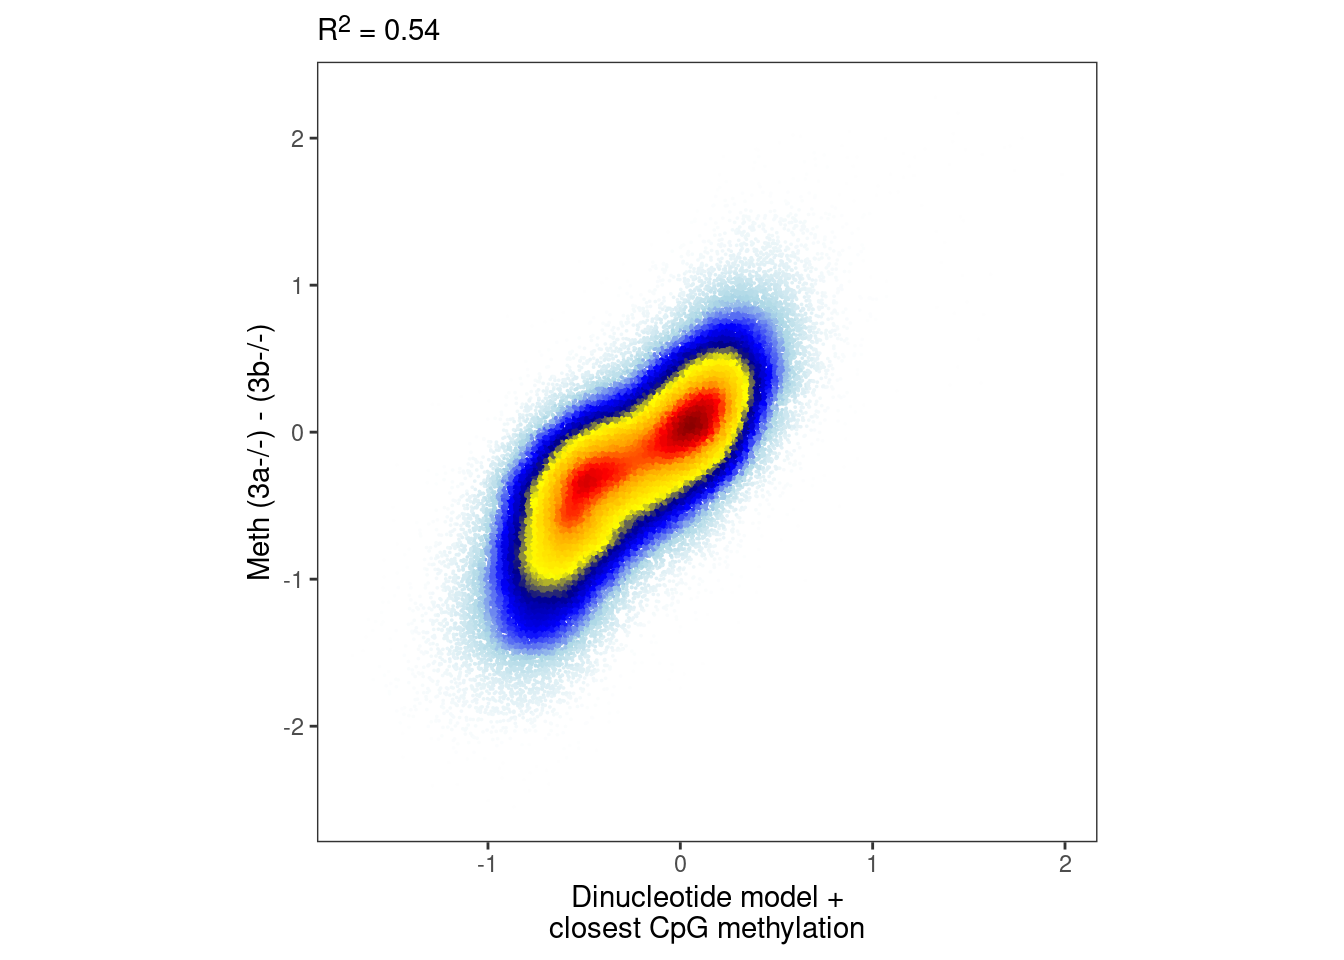 R² = 0.54
2
1
0
-1
-2
Meth (3a-/-) - (3b-/-)
-1 0 1 2
Dinucleotide model +
closest CpG methylation